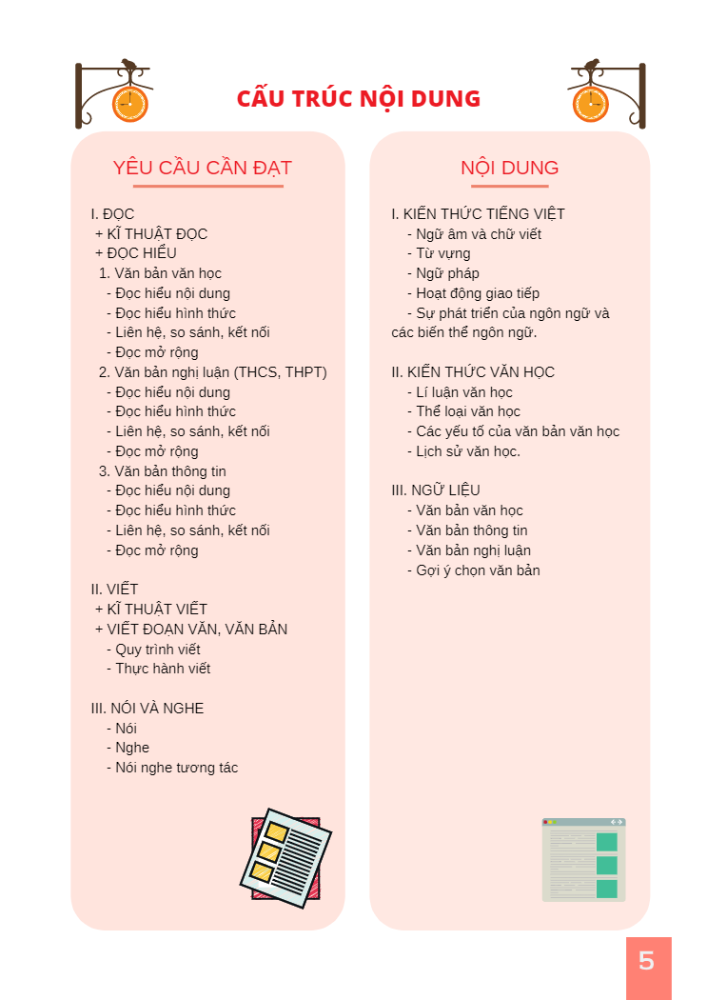 CẤU TRÚC NỘI DUNG
YÊU CẦU CẦN ĐẠT
I. ĐỌC
+ KĨ THUẬT ĐỌC
+ ĐỌC HIỂU
1. Văn bản văn học
- Đọc hiểu nội dung
- Đọc hiểu hình thức
- Liên hệ, so sánh, kết nối
- Đọc mở rộng
2. Văn bản nghị luận (THCS, THPT)
- Đọc hiểu nội dung
- Đọc hiểu hình thức
- Liên hệ, so sánh, kết nối
- Đọc mở rộng
3. Văn bản thông tin
- Đọc hiểu nội dung
- Đọc hiểu hình thức
- Liên hệ, so sánh, kết nối
- Đọc mở rộng
II. VIẾT
+ KĨ THUẬT VIẾT
+ VIẾT ĐOẠN VĂN, VĂN BẢN
- Quy trình viết
- Thực hành viết
III. NÓI VÀ NGHE
- Nói
- Nghe
- Nói nghe tương tác
NỘI DUNG
I. KIẾN THỨC TIẾNG VIỆT
- Ngữ âm và chữ viết
- Từ vựng
- Ngữ pháp
- Hoạt động giao tiếp
- Sự phát triển của ngôn ngữ và
các biến thể ngôn ngữ.
II. KIẾN THỨC VĂN HỌC
- Lí luận văn học
- Thể loại văn học
- Các yếu tố của văn bản văn học
- Lịch sử văn học.
III. NGỮ LIỆU
- Văn bản văn học
- Văn bản thông tin
- Văn bản nghị luận
- Gợi ý chọn văn bản
5